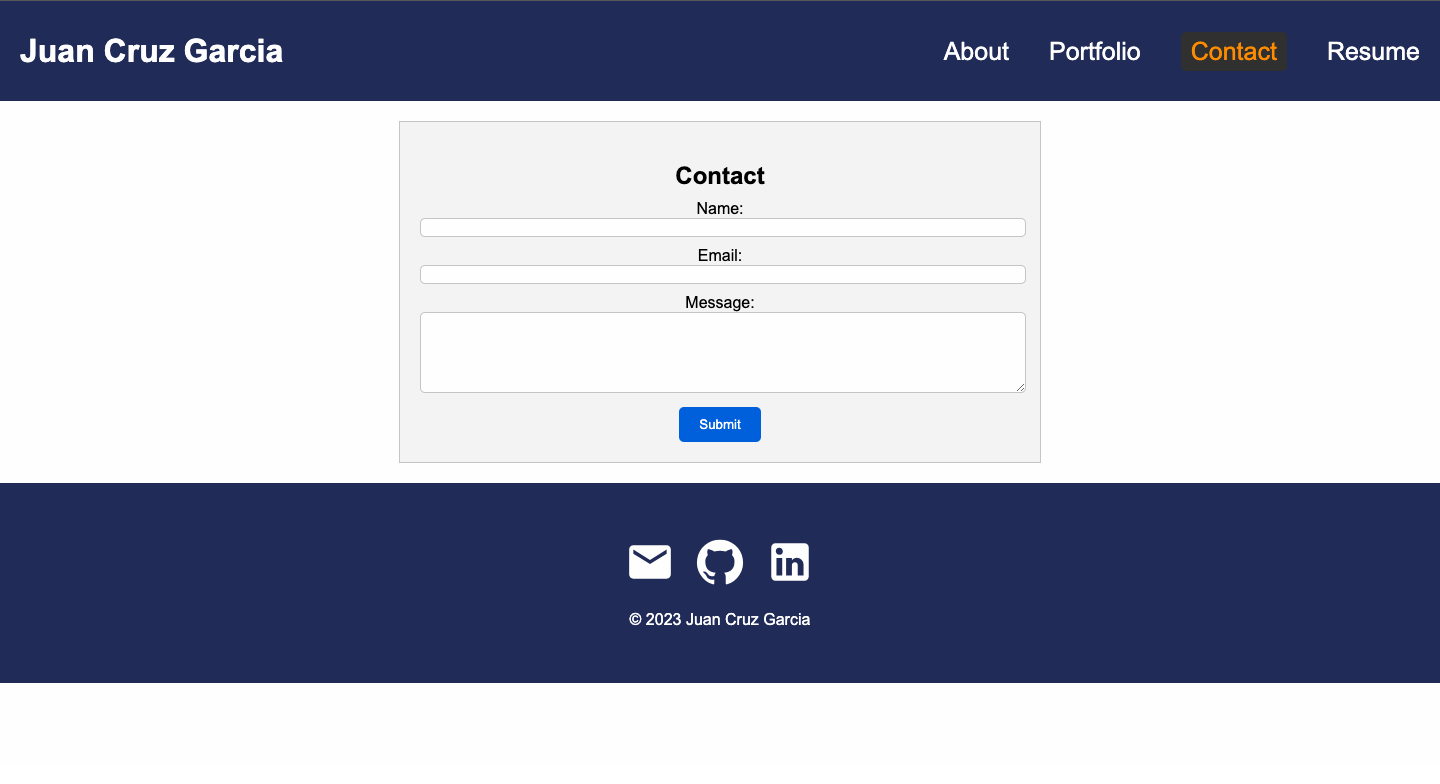 Juan Cruz Garcia
About Portfolio Contact Resume
Contact
Name:
Email:
Message:
Submit
© 2023 Juan Cruz Garcia